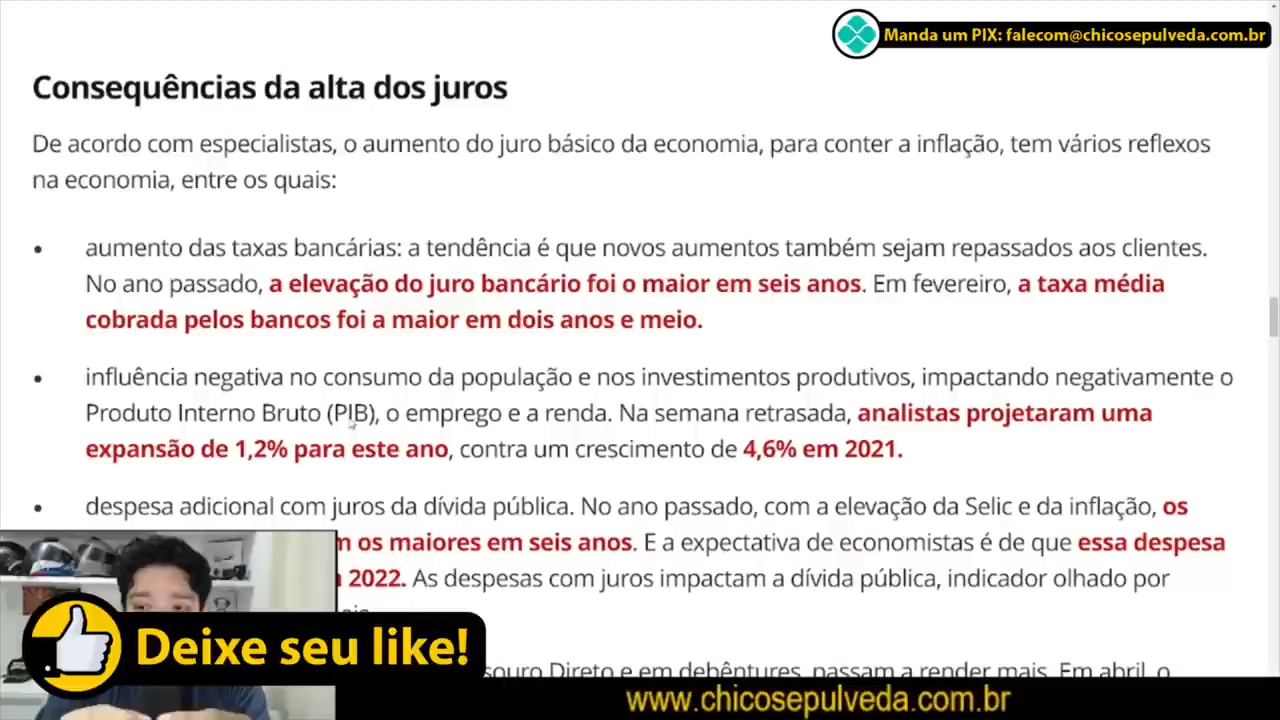 Manda um PIX: falecom@chicosepulveda.com.br
Consequências da alta dos juros
De acordo com especialistas, o aumento do juro básico da economia, para conter a inflação, tem vários reflexos
na economia, entre os quais:
• aumento das taxas bancárias: a tendência é que novos aumentos também sejam repassados aos clientes.
No ano passado, a elevação do juro bancário foi o maior em seis anos. Em fevereiro, a taxa média
cobrada pelos bancos foi a maior em dois anos e meio.
• influência negativa no consumo da população e nos investimentos produtivos, impactando negativamente o
Produto Interno Bruto (PIB), o emprego e a renda. Na semana retrasada, analistas projetaram uma
expansão de 1,2% para este ano, contra um crescimento de 4,6% em 2021.
• despesa adicional com juros da dívida pública. No ano passado, com a elevação da Selic e da inflação, os
os maiores em seis anos. E a expectativa de economistas é de que essa despesa
2022. As despesas com juros impactam a dívida pública, indicador olhado por
Deixe seu like!
Direto e em debêntures, passam a render mais. Em abril, o
www.chicosepulveda.com.br